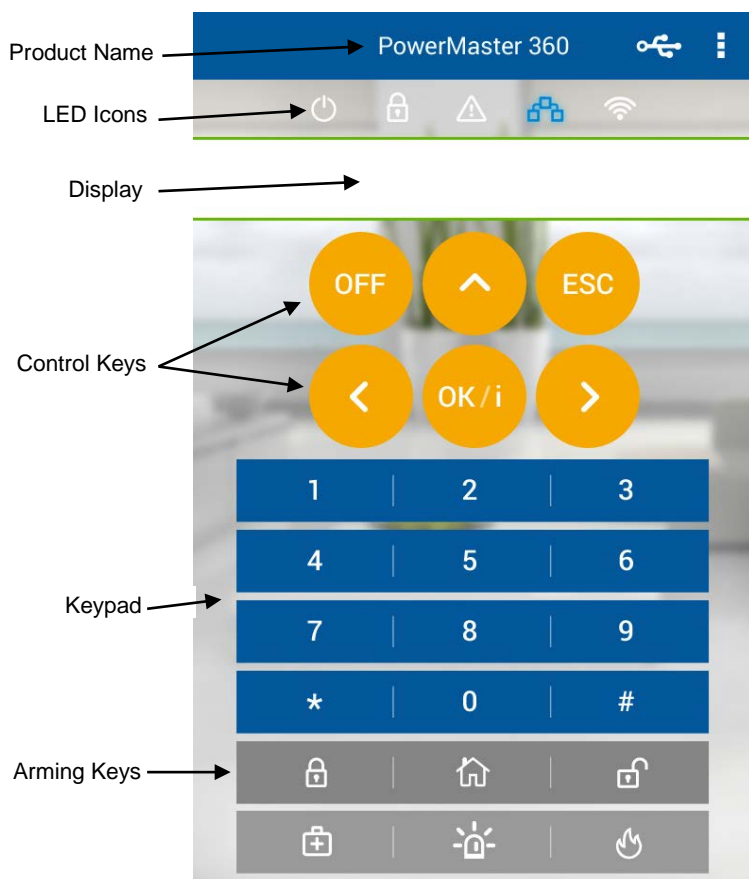 Product Name
PowerMaster 360
LED Icons
Display
OFF
ESC
Control Keys
OK/i
1 2 3
4 5 6
Keypad
7 8 9
* 0 #
Arming Keys